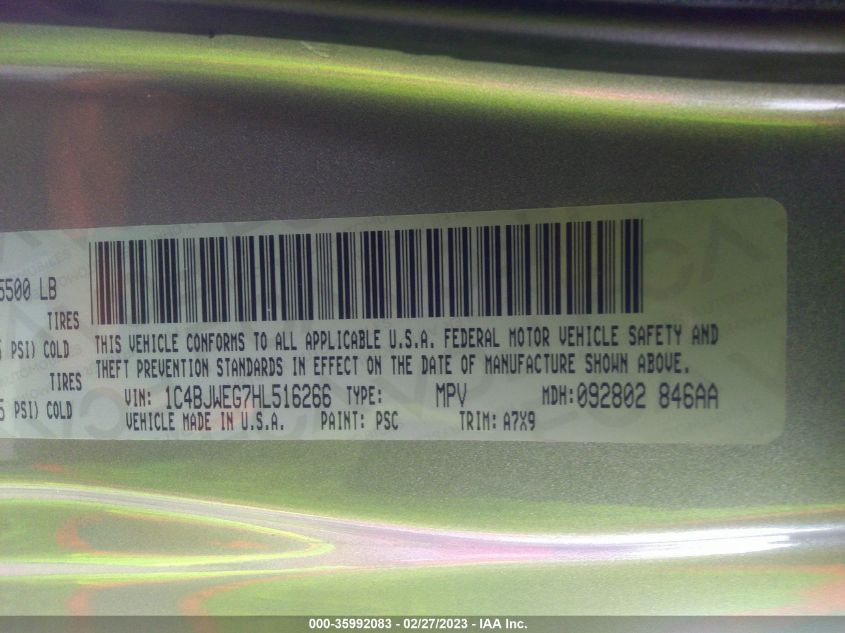 5500 LB
TIRES
PSI) COLD
TIRES
5 PSI) COLD
THIS VEHICLE CONFORMS TO ALL APPLICABLE U.S.A. FEDERAL MOTOR VEHICLE SAFETY AND
THEFT PREVENTION STANDARDS IN EFFECT ON THE DATE OF MANUFACTURE SHOWN ABOVE.
VIN: 1C4BJWEG7HL516266 TYPE: MPV MDH: 092802 846AA
VEHICLE MADE IN U.S.A. PAINT: PSC TRIM: A7X9
000-35992083 - 02/27/2023 - IAA Inc.